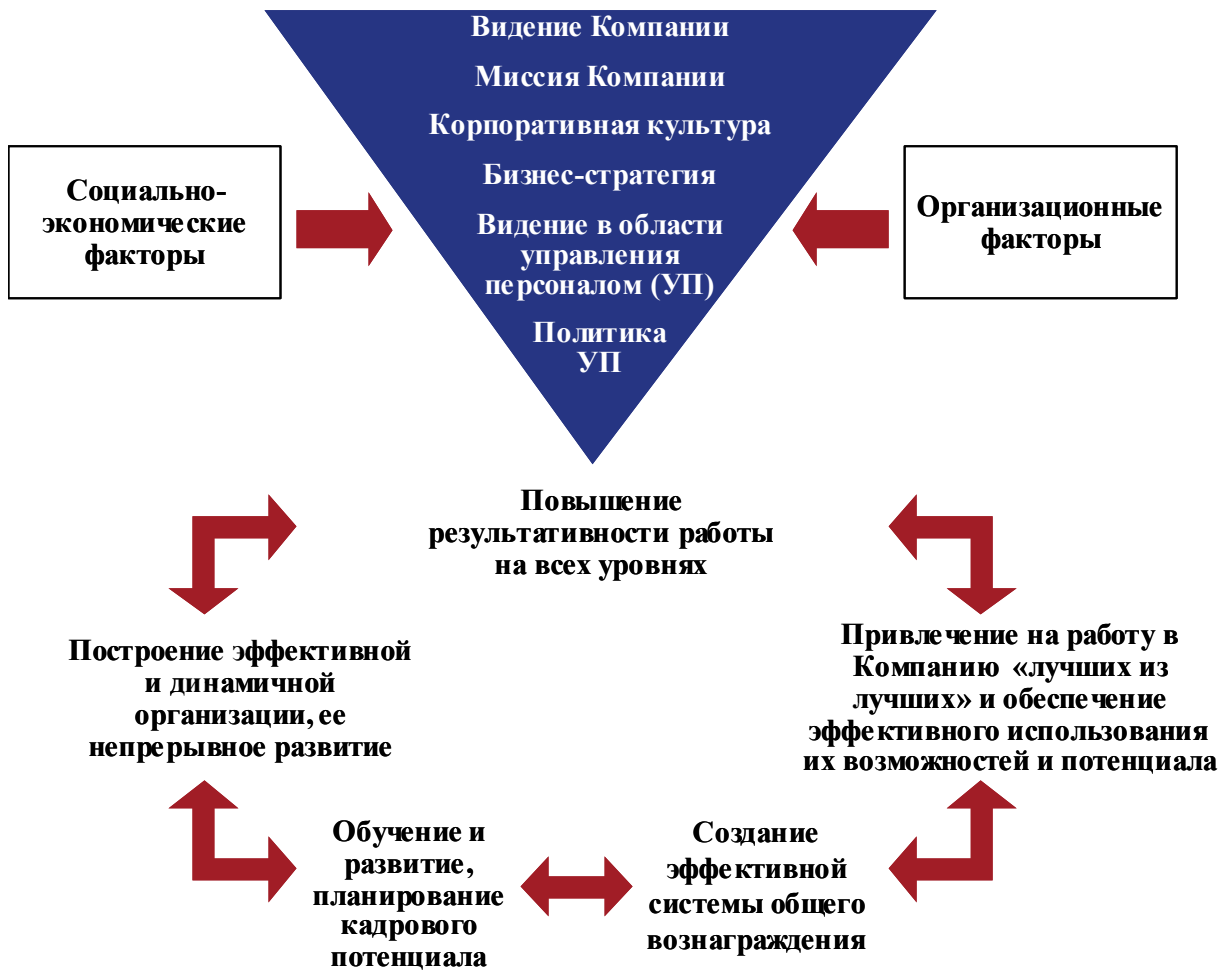 Видение Компании
Миссия Компании
Корпоративная культура
Бизнес-стратегия
Видение в области
управления
персоналом (УП)
Политика
УП
Социально-
экономические
факторы
Организационные
факторы
Повышение
результативности работы
на всех уровнях
Построение эффективной
и динамичной
организации, ее
непрерывное развитие
Привлечение на работу в
Компанию «лучших из
лучших» и обеспечение
эффективного использования
их возможностей и потенциала
Обучение и
развитие,
планирование
кадрового
потенциала
Создание
эффективной
системы общего
вознаграждения